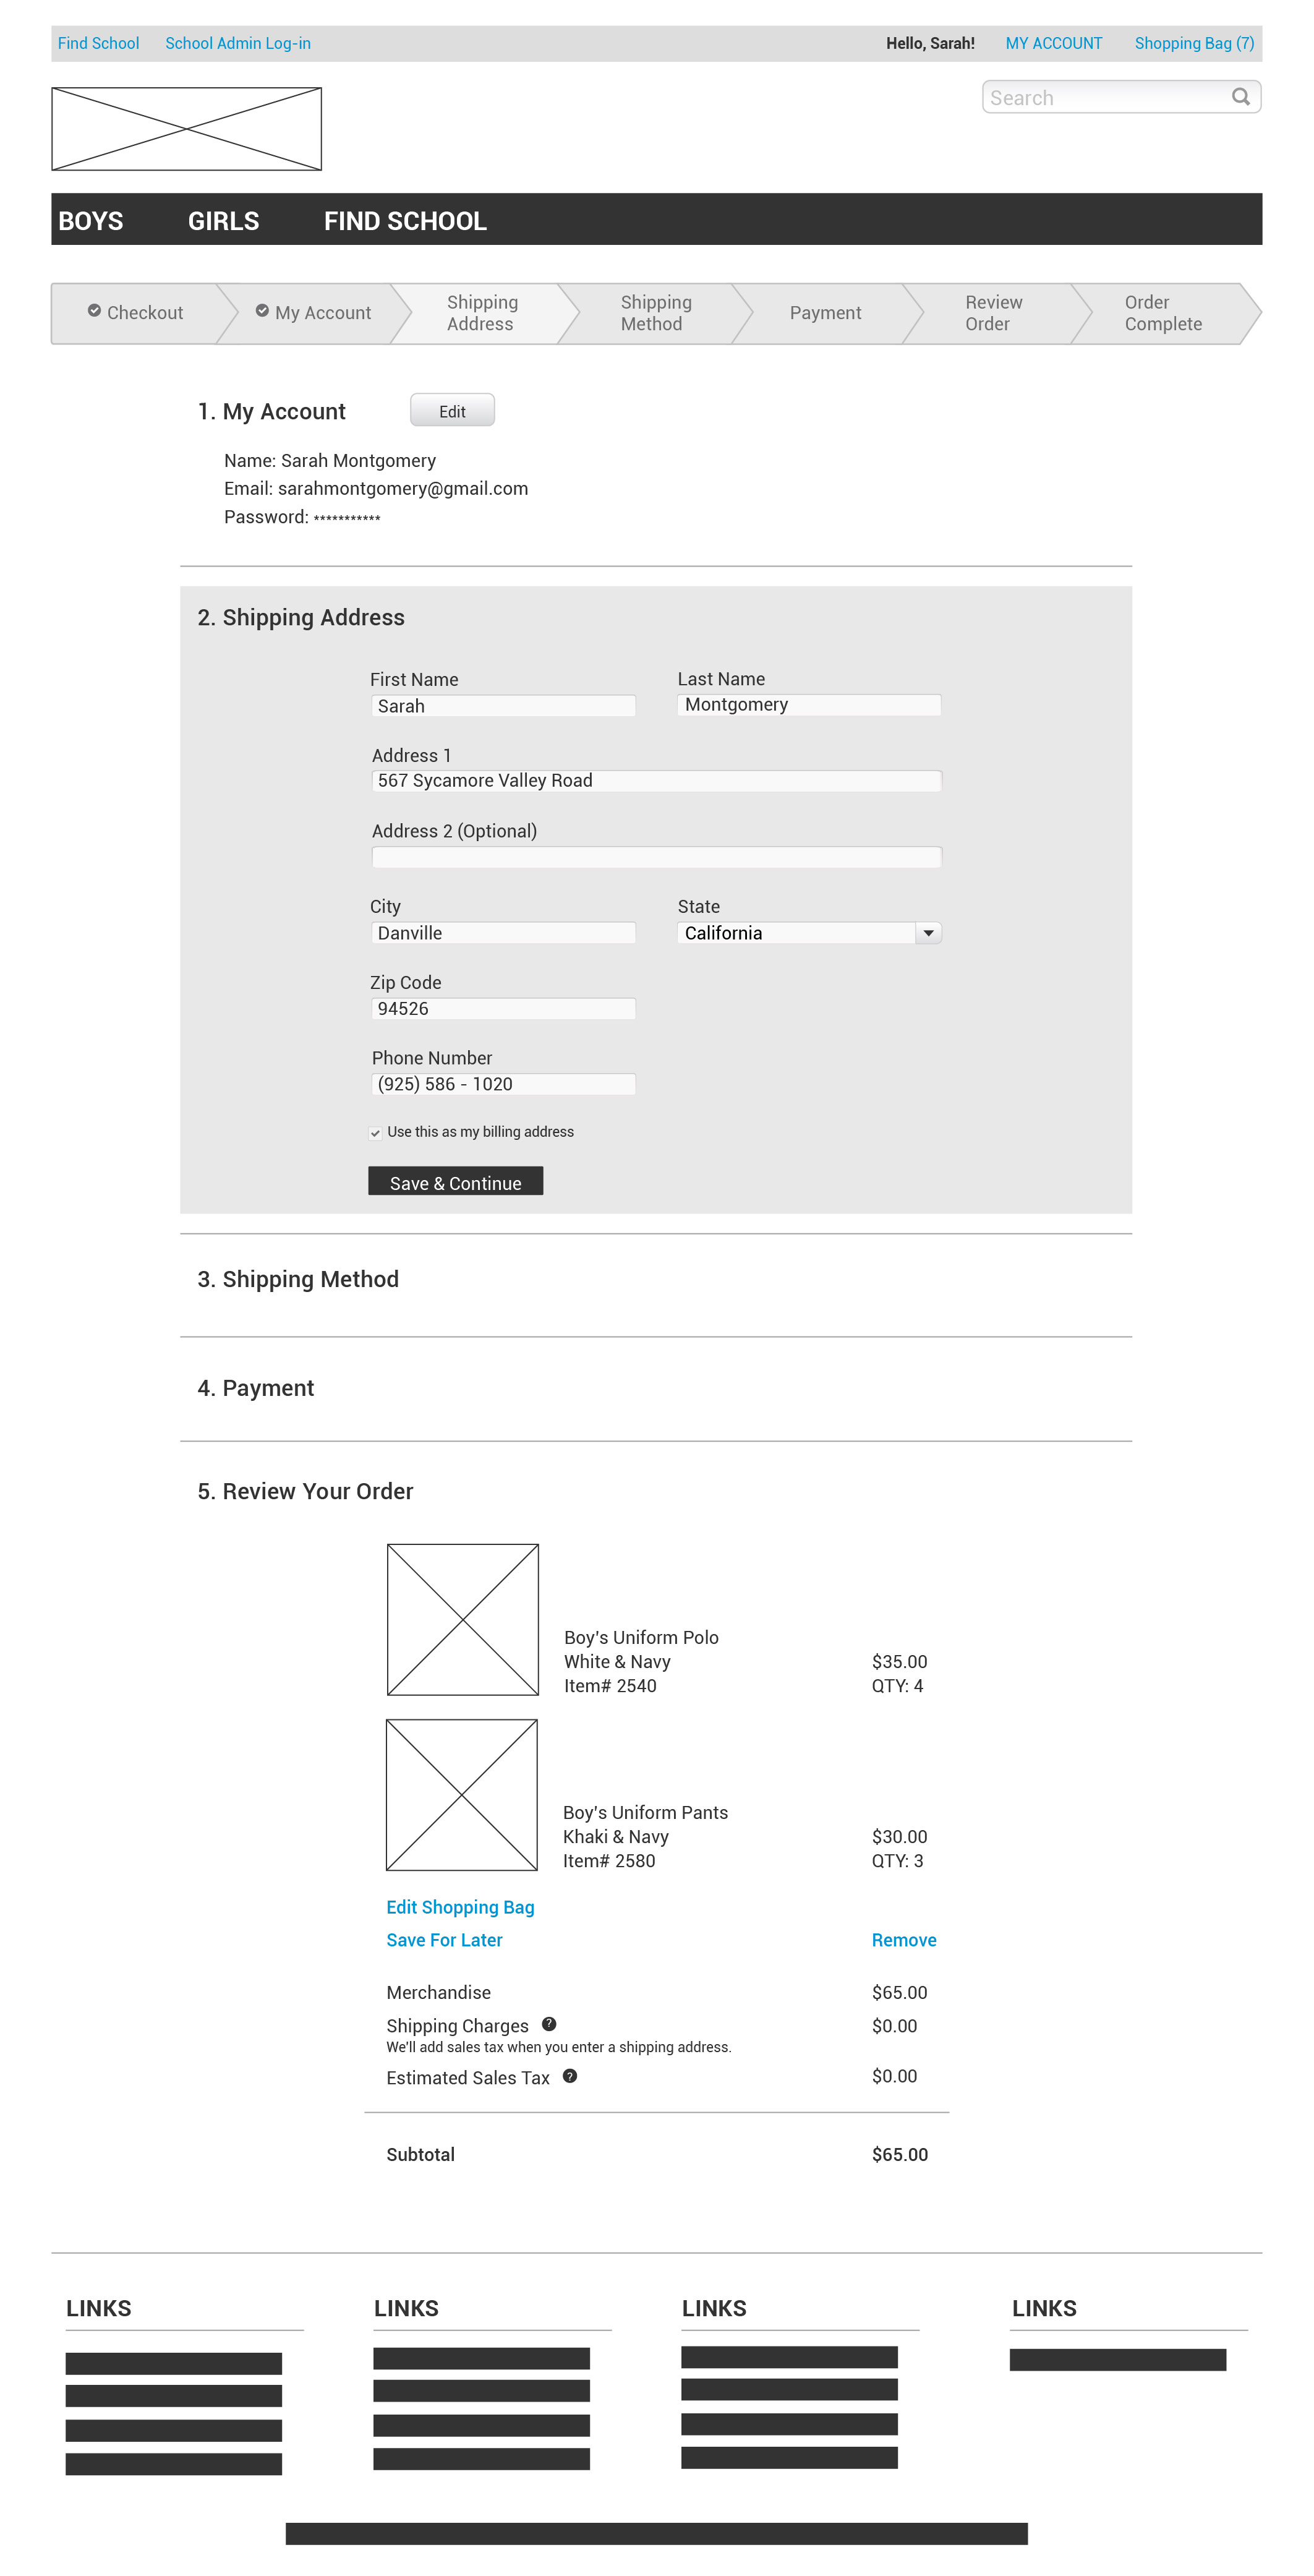 Find School School Admin Log-in Hello, Sarah! MY ACCOUNT Shopping Bag (7)
Search
BOYS GIRLS FIND SCHOOL
Checkout
My Account
Shipping
Address
Shipping
Method
Payment
Review
Order
Order
Complete
1. My Account Edit
Name: Sarah Montgomery
Email: sarahmontgomery@gmail.com
Password: ***********
2. Shipping Address
First Name Last Name
Sarah Montgomery
Address 1
567 Sycamore Valley Road
Address 2 (Optional)
City State
Danville California
Zip Code
94526
Phone Number
(925) 586 - 1020
Use this as my billing address
Save & Continue
3. Shipping Method
4. Payment
5. Review Your Order
Boy's Uniform Polo
White & Navy $35.00
Item# 2540 QTY: 4
Boy's Uniform Pants
Khaki & Navy $30.00
Item# 2580 QTY: 3
Edit Shopping Bag
Save For Later Remove
Merchandise $65.00
Shipping Charges ? $0.00
We'll add sales tax when you enter a shipping address.
Estimated Sales Tax ? $0.00
Subtotal $65.00
LINKS LINKS LINKS LINKS